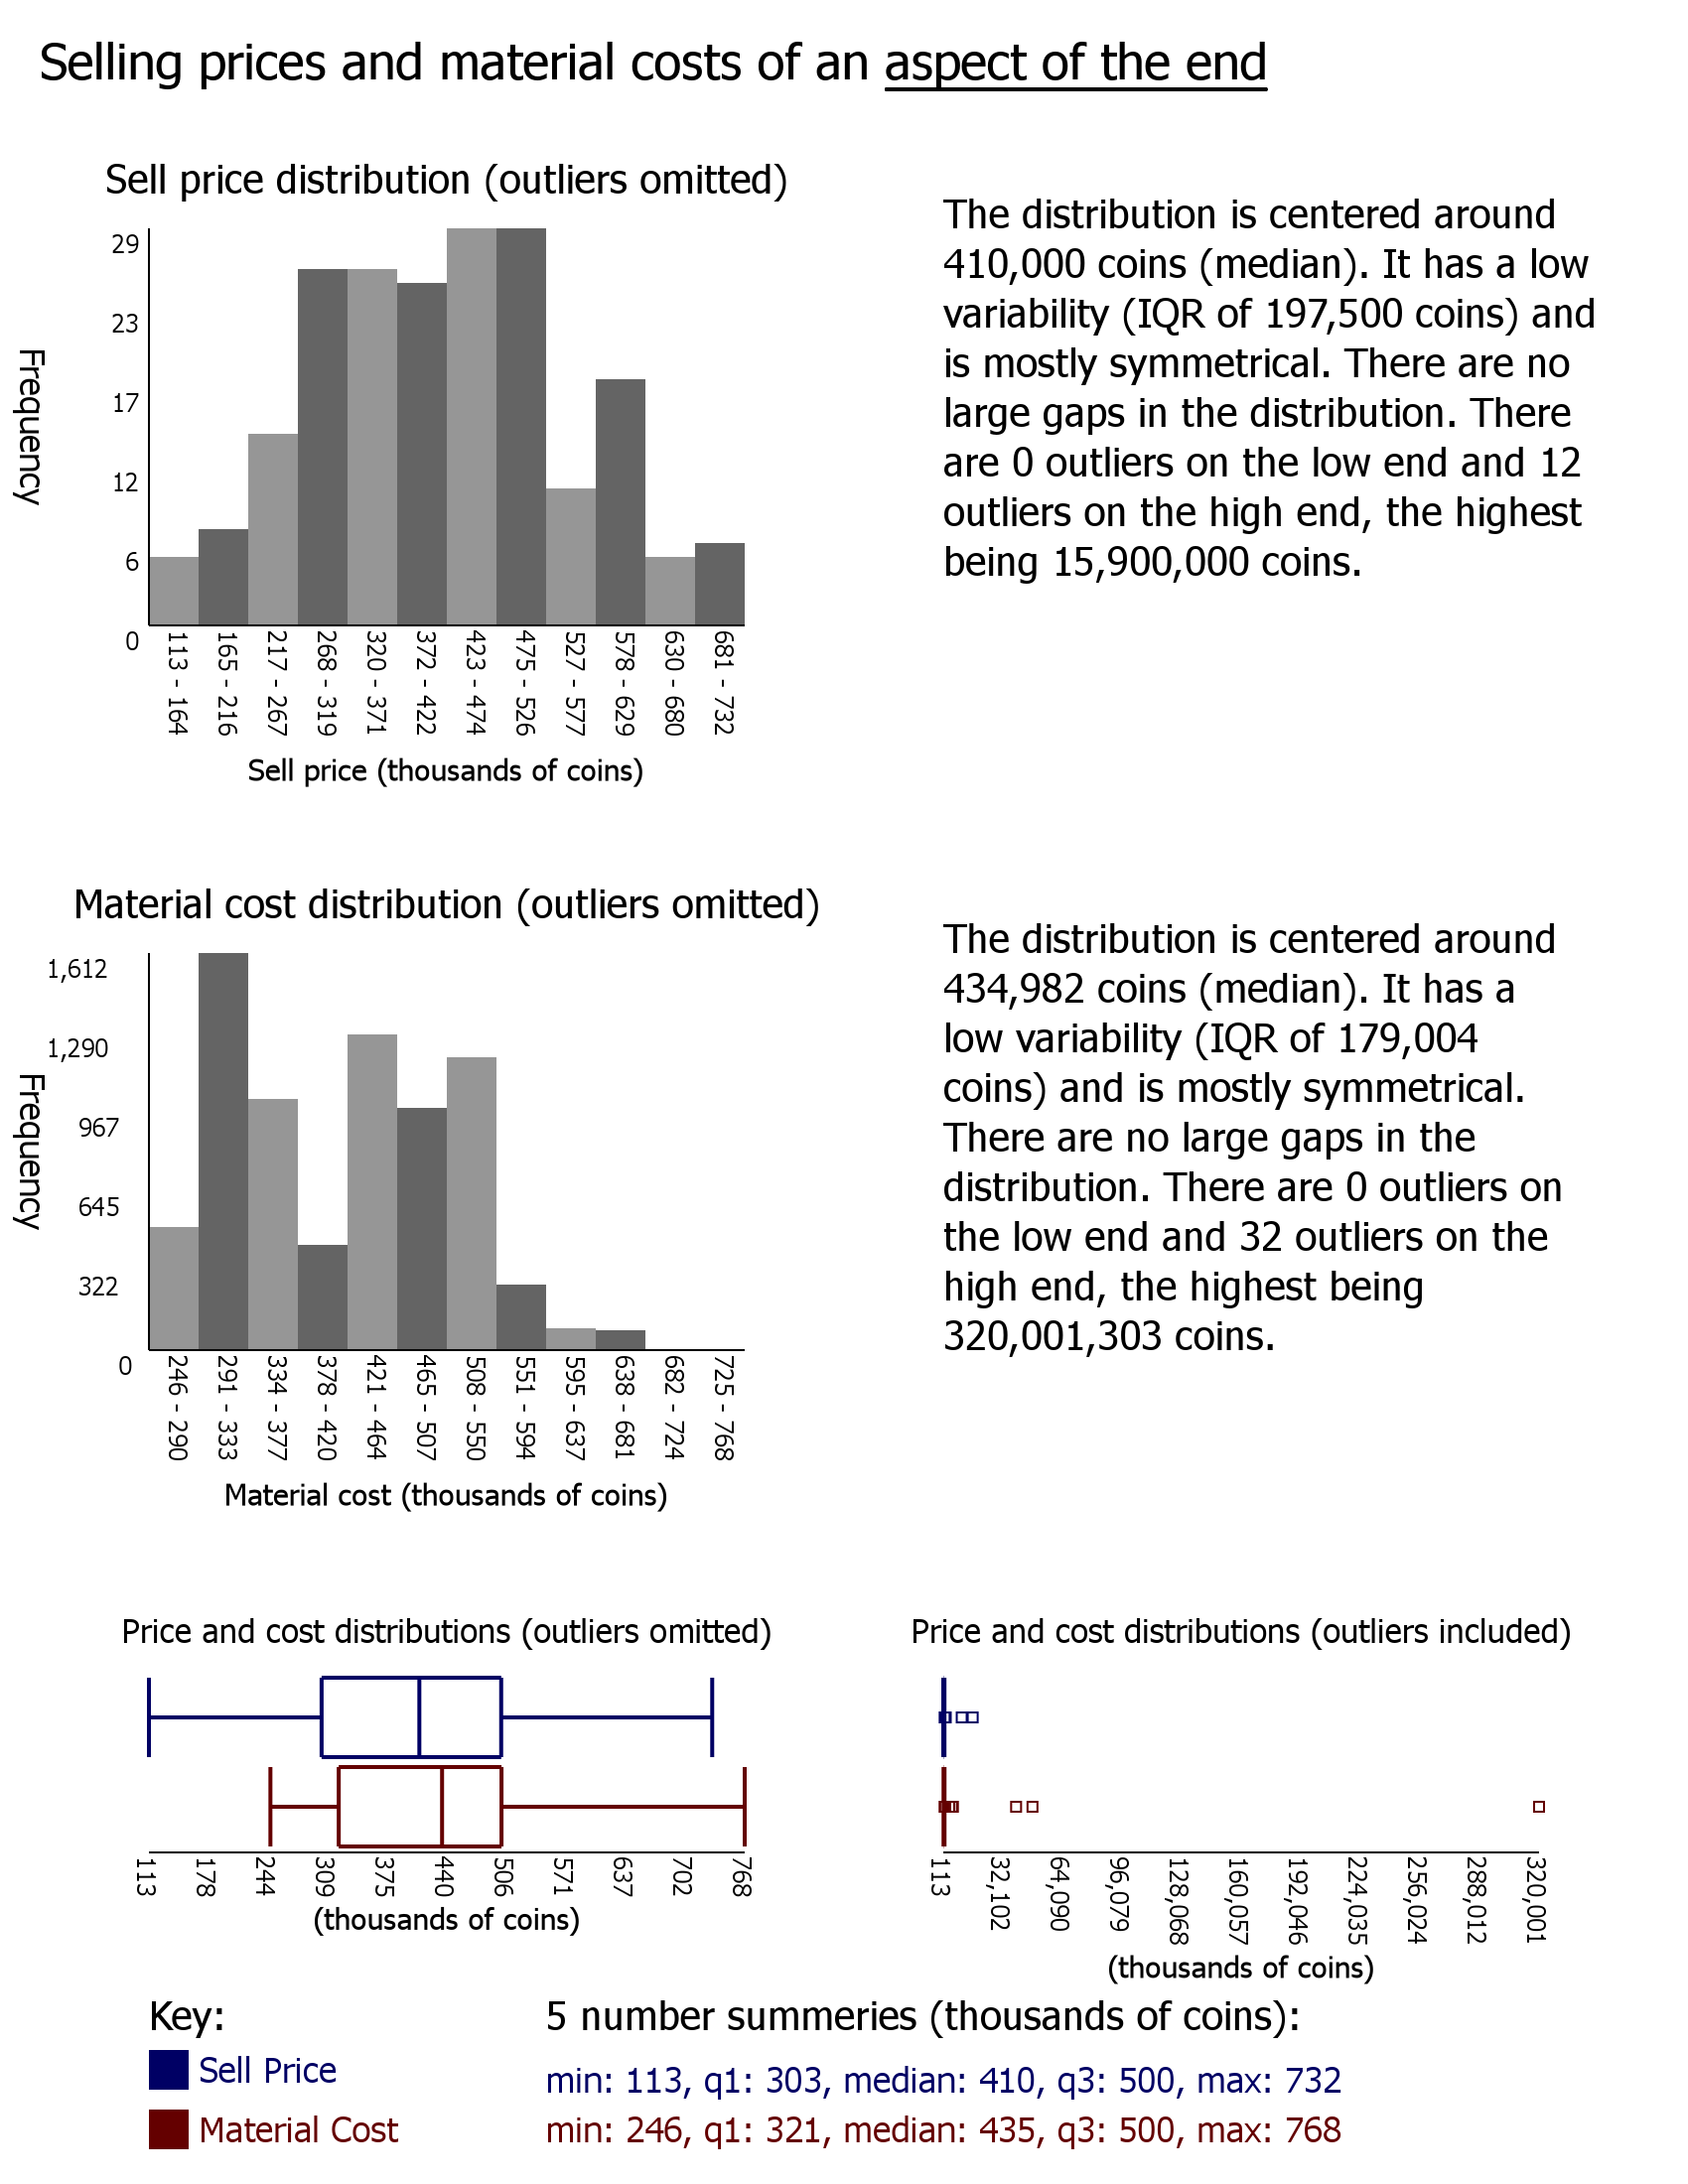 Selling prices and material costs of an aspect of the end
Sell price distribution (outliers omitted)
29
23
17
12
6
0
Frequency
113 - 164
165 - 216
217 - 267
268 - 319
320 - 371
372 - 422
423 - 474
475 - 526
527 - 577
578 - 629
630 - 680
681 - 732
Sell price (thousands of coins)
The distribution is centered around
410,000 coins (median). It has a low
variability (IQR of 197,500 coins) and
is mostly symmetrical. There are no
large gaps in the distribution. There
are 0 outliers on the low end and 12
outliers on the high end, the highest
being 15,900,000 coins.
Material cost distribution (outliers omitted)
1,612
1,290
967
645
322
0
Frequency
246 - 290
291 - 333
334 - 377
378 - 420
421 - 464
465 - 507
508 - 550
551 - 594
595 - 637
638 - 681
682 - 724
725 - 768
Material cost (thousands of coins)
The distribution is centered around
434,982 coins (median). It has a
low variability (IQR of 179,004
coins) and is mostly symmetrical.
There are no large gaps in the
distribution. There are 0 outliers on
the low end and 32 outliers on the
high end, the highest being
320,001,303 coins.
Price and cost distributions (outliers omitted)
113
178
244
309
375
440
506
571
637
702
768
(thousands of coins)
Price and cost distributions (outliers included)
113
32,102
64,090
96,079
128,068
160,057
192,046
224,035
256,024
288,012
320,001
(thousands of coins)
Key:
Sell Price
Material Cost
5 number summeries (thousands of coins):
min: 113, q1: 303, median: 410, q3: 500, max: 732
min: 246, q1: 321, median: 435, q3: 500, max: 768